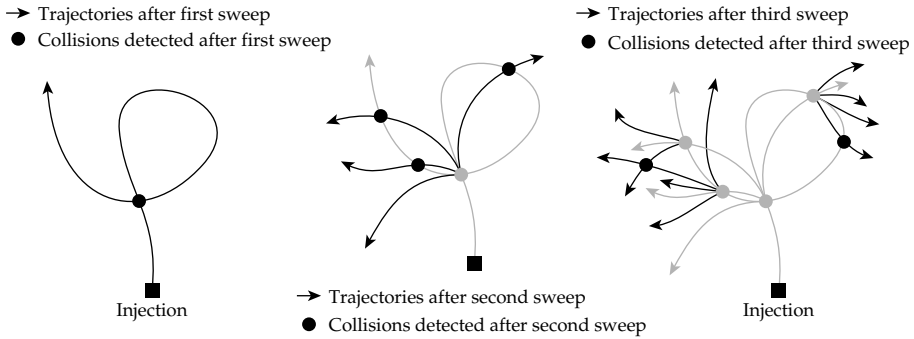 Trajectories after first sweep
Collisions detected after first sweep
Injection
Trajectories after second sweep
Collisions detected after second sweep
Trajectories after third sweep
Collisions detected after third sweep
Injection